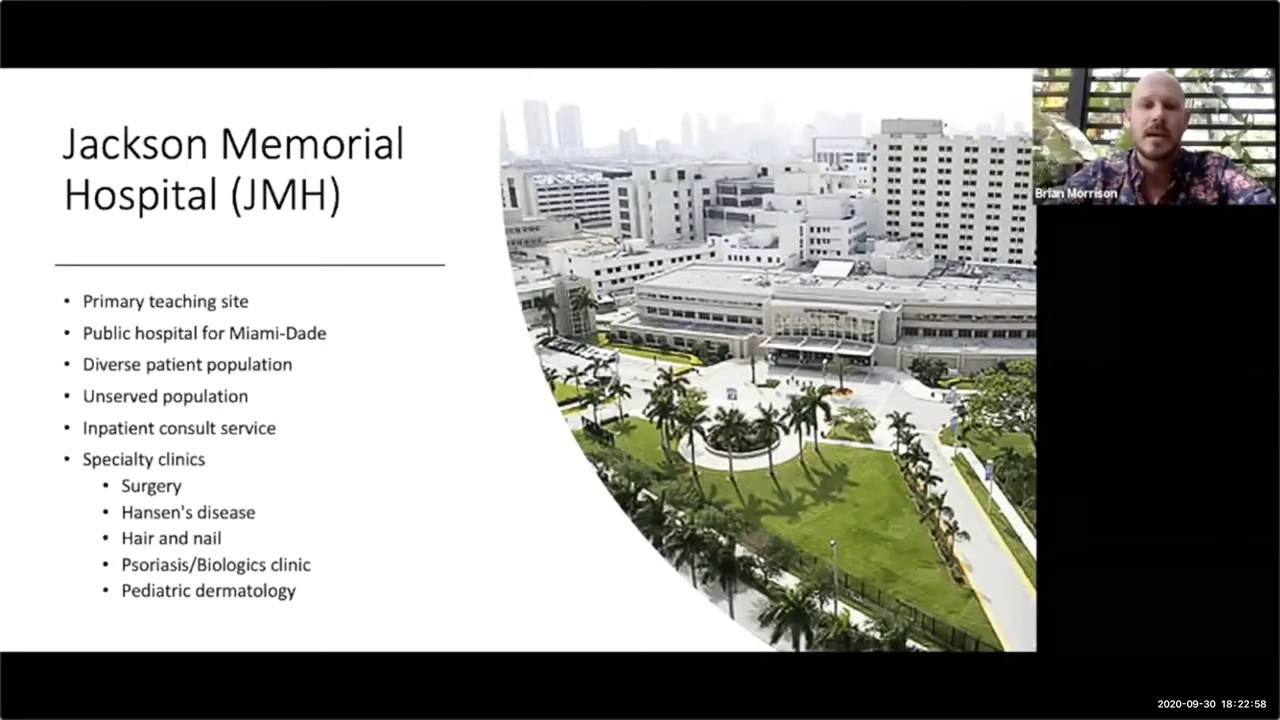 Jackson Memorial
Hospital (JMH)
• Primary teaching site
• Public hospital for Miami-Dade
• Diverse patient population
• Unserved population
• Inpatient consult service
• Specialty clinics
• Surgery
• Hansen's disease
• Hair and nail
• Psoriasis/Biologics clinic
• Pediatric dermatology
Brian Morrison
2020-09-30 18:22:58